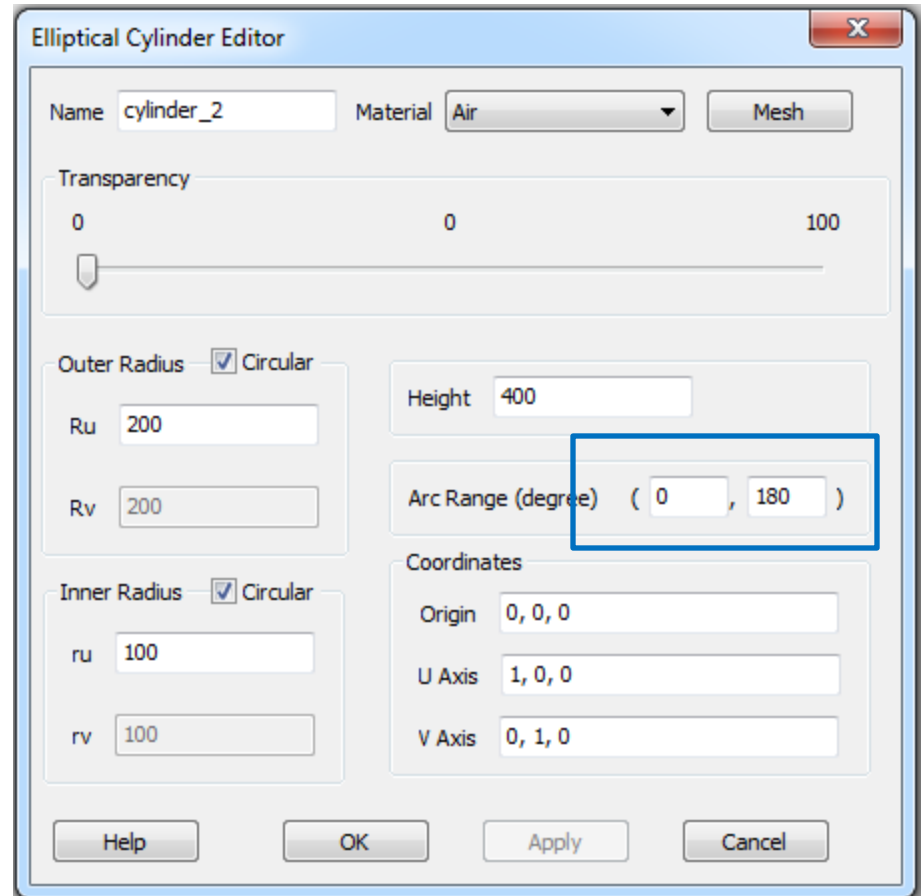 Elliptical Cylinder Editor
X
Name cylinder_2 Material Air Mesh
Transparency
0 0 100
Outer Radius Circular
Ru 200
Rv 200
Height 400
Arc Range (degree) ( 0 , 180 )
Inner Radius Circular
ru 100
rv 100
Coordinates
Origin 0, 0, 0
U Axis 1, 0, 0
V Axis 0, 1, 0
Help OK Apply Cancel